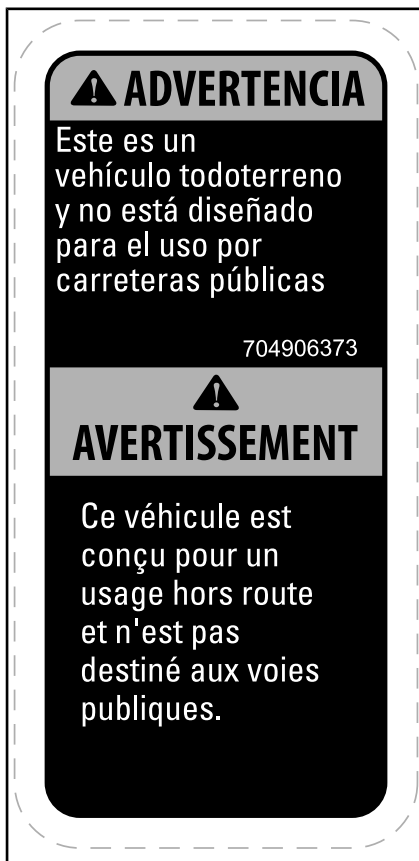 ADVERTENCIA
Este es un
vehículo todoterreno
y no está diseñado
para el uso por
carreteras públicas
704906373
AVERTISSEMENT
Ce véhicule est
conçu pour un
usage hors route
et n'est pas
destiné aux voies
publiques.